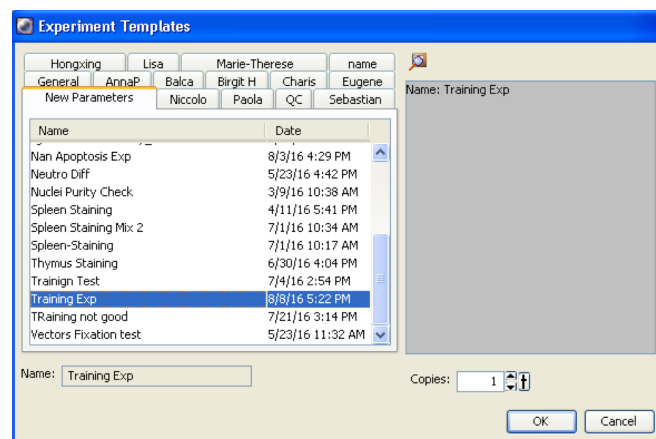 Experiment Templates
Hongxing Lisa Marie-Therese name
General AnnaP Balca Birgit H Charis Eugene
New Parameters Niccolo Paola QC Sebastian
Name: Training Exp
Name Date
Nan Apoptosis Exp 8/3/16 4:29 PM
Neutro Diff 5/23/16 4:42 PM
Nuclei Purity Check 3/9/16 10:38 AM
Spleen Staining 4/11/16 5:41 PM
Spleen Staining Mix 2 7/1/16 10:34 AM
Spleen-Staining 7/1/16 10:17 AM
Thymus Staining 6/30/16 4:04 PM
Trainign Test 7/4/16 2:54 PM
Training Exp 8/8/16 5:22 PM
TRaining not good 7/21/16 3:14 PM
Vectors Fixation test 5/23/16 11:32 AM
Name: Training Exp
Copies: 1
OK Cancel